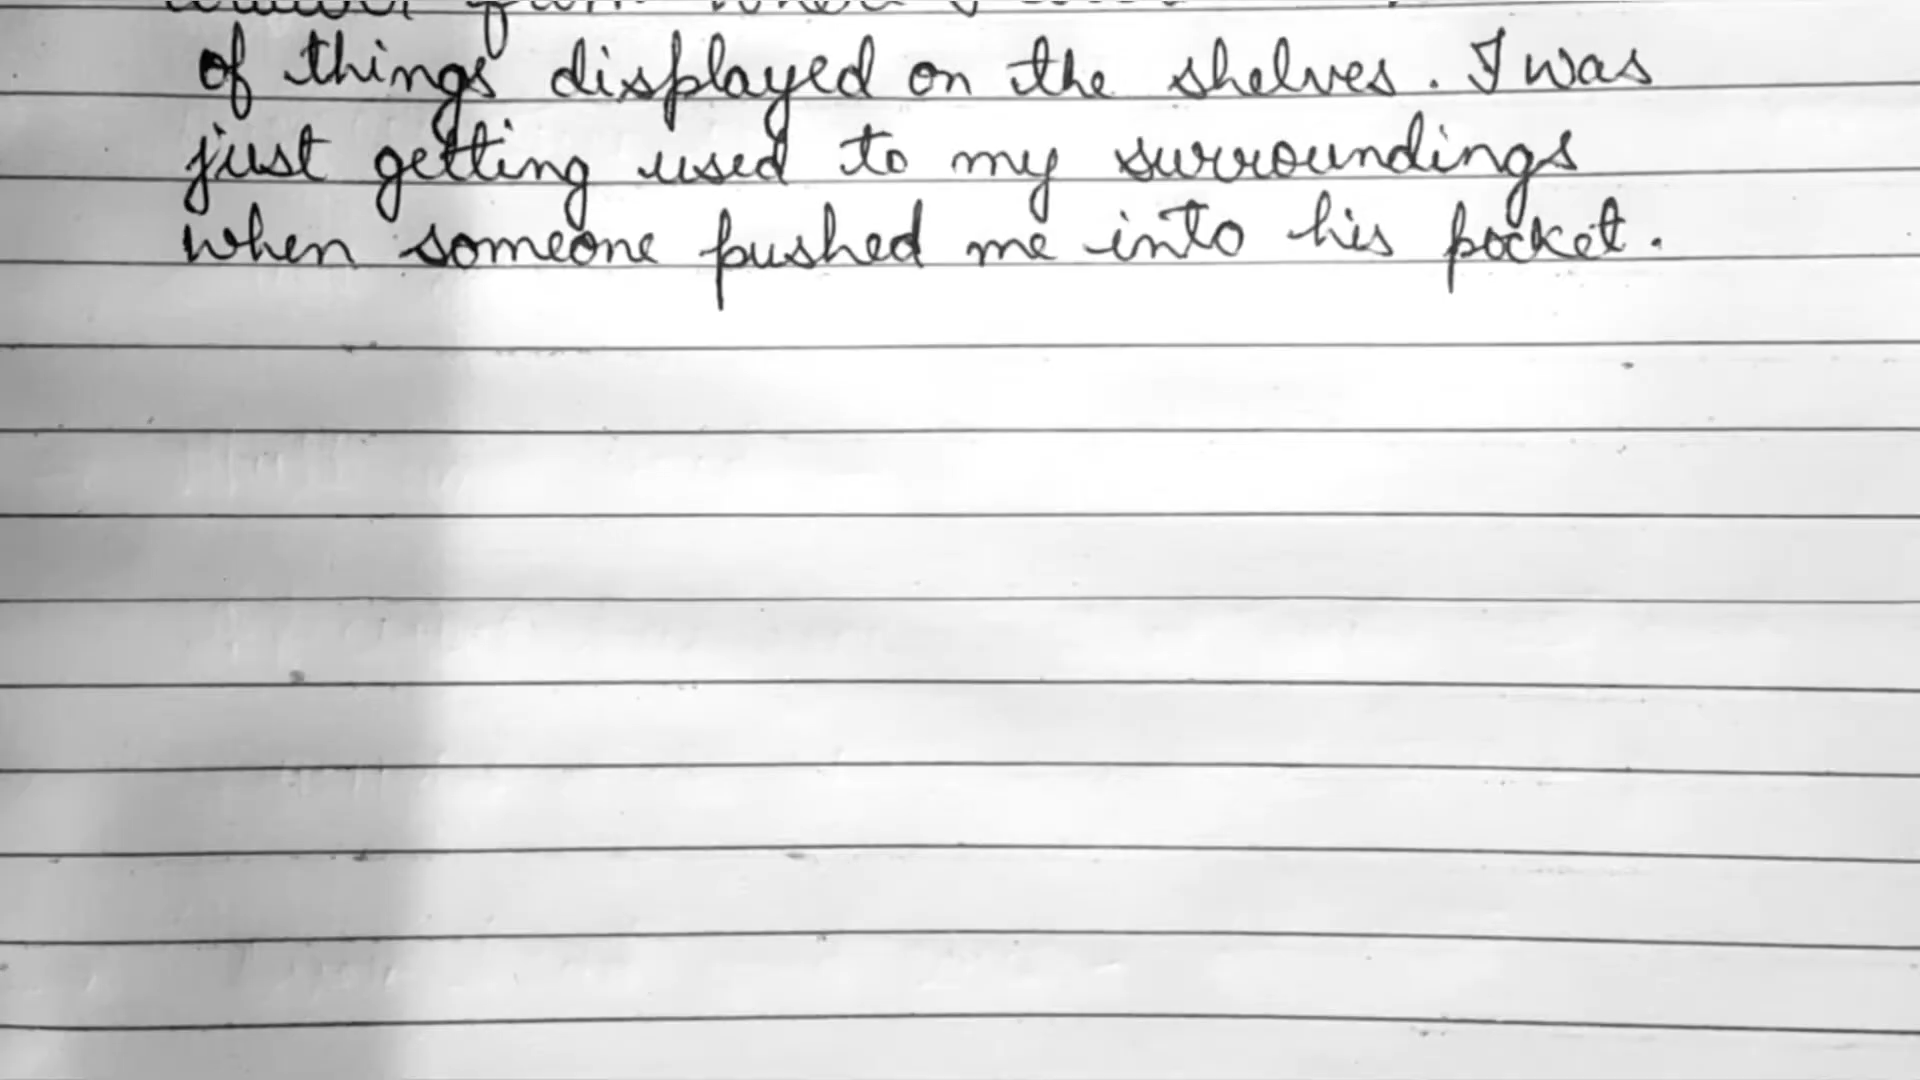 of things displayed on the shelves. I was
just getting used to my surroundings
when someone pushed me into his pocket.